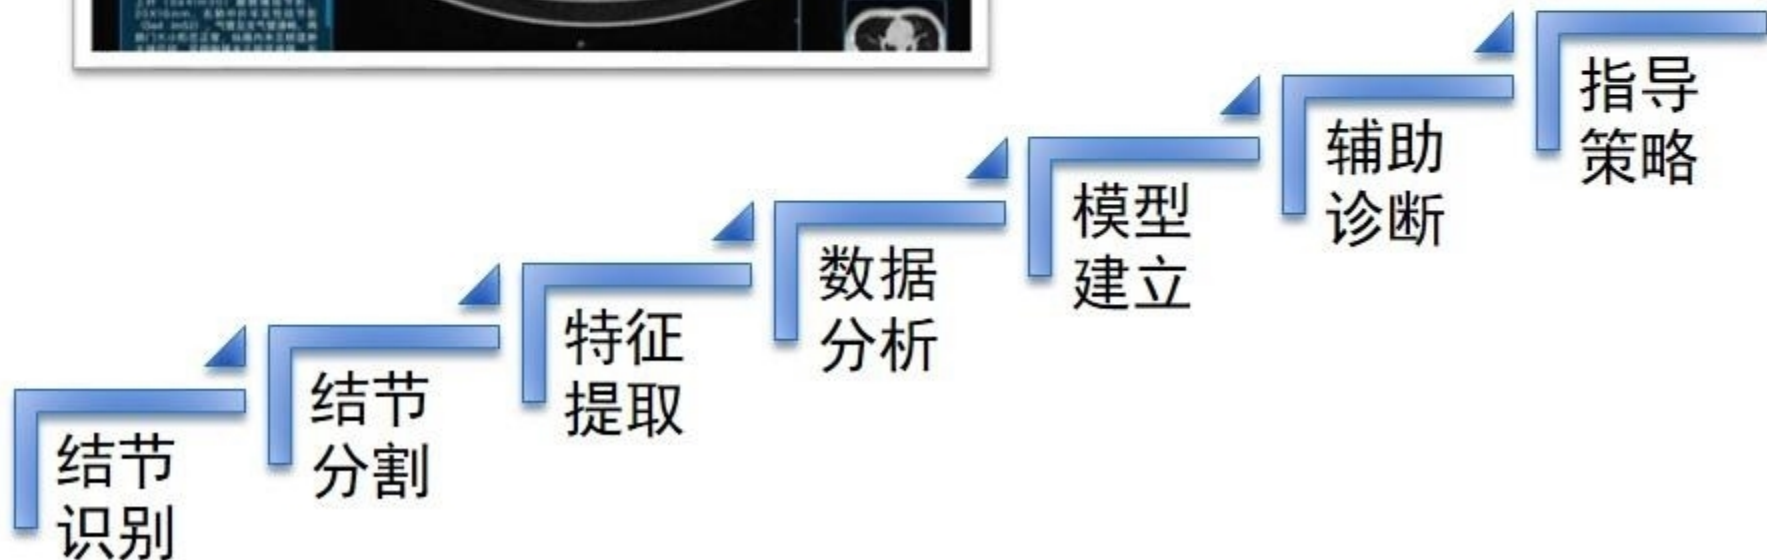 结节
识别
结节
分割
特征
提取
数据
分析
模型
建立
辅助
诊断
指导
策略